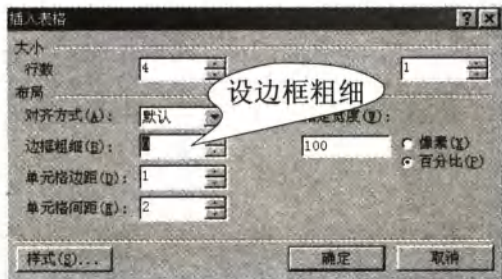 插入表格
大小
行数 4 1
布局
设边框粗细
对齐方式(A): 默认 指定宽度(W):
边框粗细(B): 100 像素(X)
百分比(P)
单元格边距(D): 1
单元格间距(E): 2
样式(S)... 确定 取消